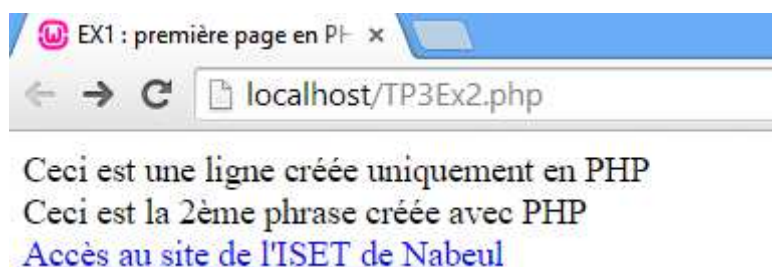 EX1 : première page en PH
localhost/TP3Ex2.php
Ceci est une ligne créée uniquement en PHP
Ceci est la 2ème phrase créée avec PHP
Accès au site de l'ISET de Nabeul